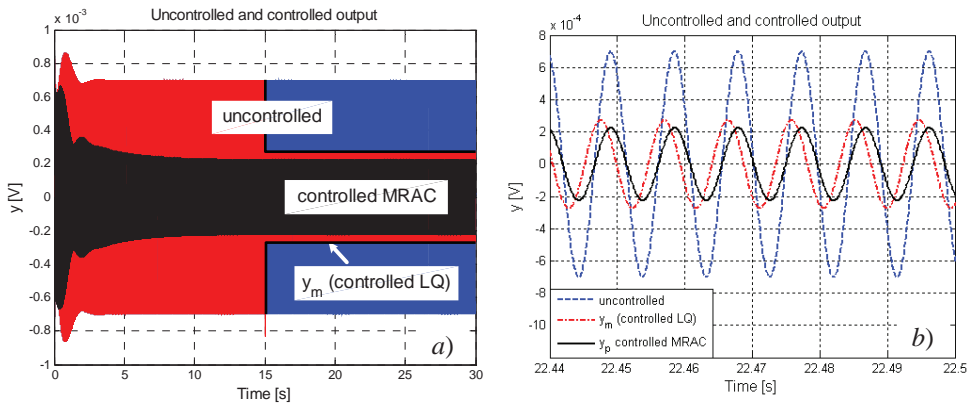 Uncontrolled and controlled output
x 10⁻³
1
0.8
0.6
0.4
0.2
0
-0.2
-0.4
-0.6
-0.8
-1
y [V]
uncontrolled
controlled MRAC
y_m (controlled LQ)
a)
0 5 10 15 20 25 30
Time [s]
Uncontrolled and controlled output
x 10⁻⁴
8
6
4
2
0
-2
-4
-6
-8
-10
y [V]
uncontrolled
y_m (controlled LQ)
y_p controlled MRAC
b)
22.44 22.45 22.46 22.47 22.48 22.49 22.5
Time [s]